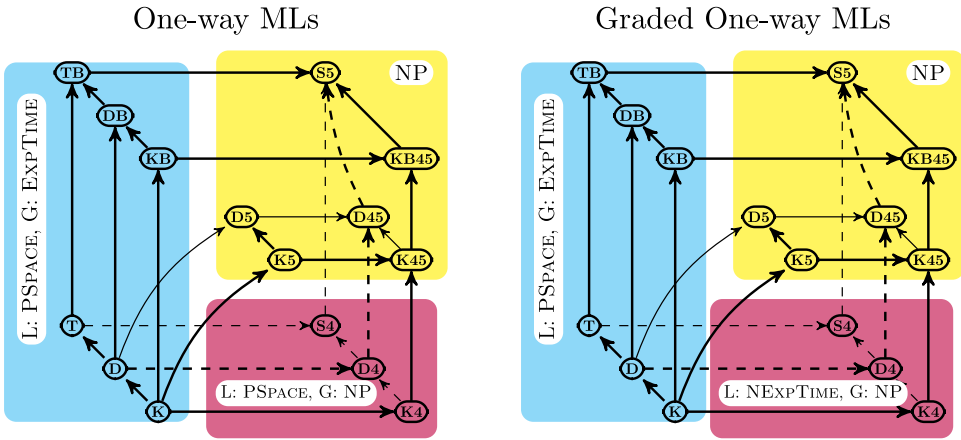 One-way MLs
TB
S5
NP
DB
KB
KB45
L: PSPACE, G: EXPTIME
D5
D45
K5
K45
T
S4
D
D4
L: PSPACE, G: NP
K
K4
Graded One-way MLs
TB
S5
NP
DB
KB
KB45
L: PSPACE, G: EXPTIME
D5
D45
K5
K45
T
S4
D
D4
L: NEXPTIME, G: NP
K
K4